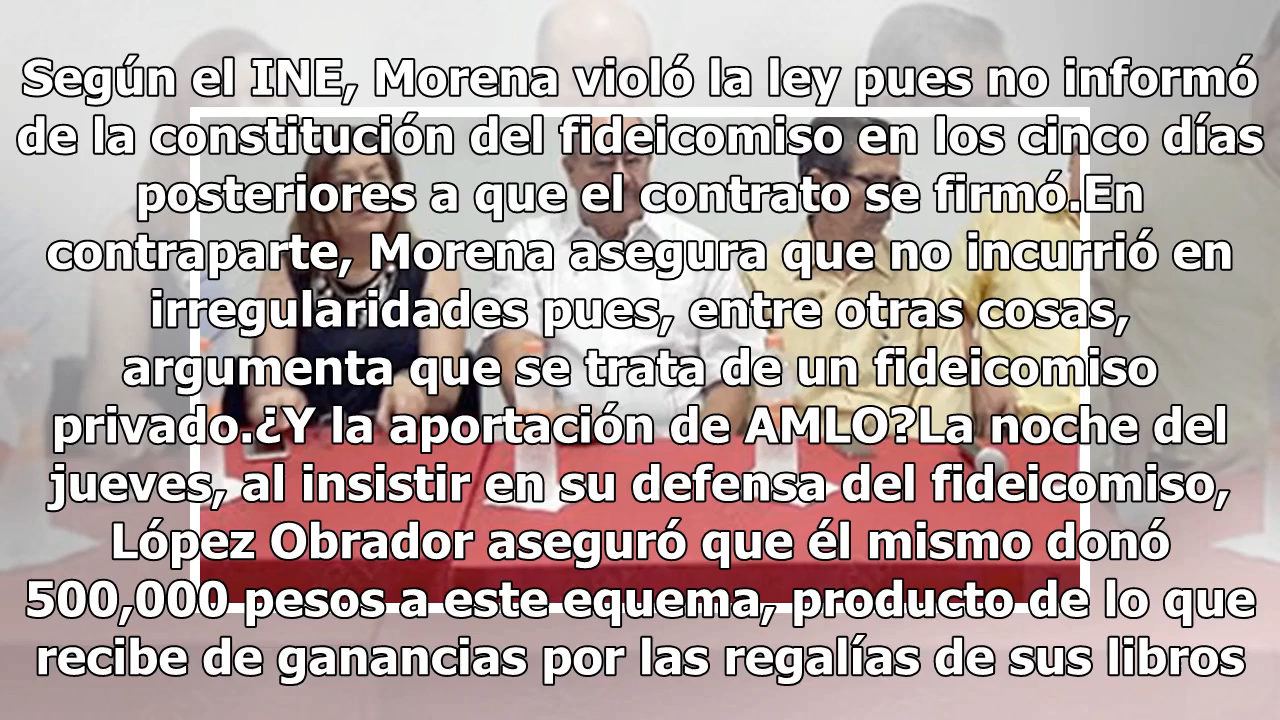 Según el INE, Morena violó la ley pues no informó
de la constitución del fideicomiso en los cinco días
posteriores a que el contrato se firmó.En
contraparte, Morena asegura que no incurrió en
irregularidades pues, entre otras cosas,
argumenta que se trata de un fideicomiso
privado.¿Y la aportación de AMLO?La noche del
jueves, al insistir en su defensa del fideicomiso,
López Obrador aseguró que él mismo donó
500,000 pesos a este equema, producto de lo que
recibe de ganancias por las regalías de sus libros